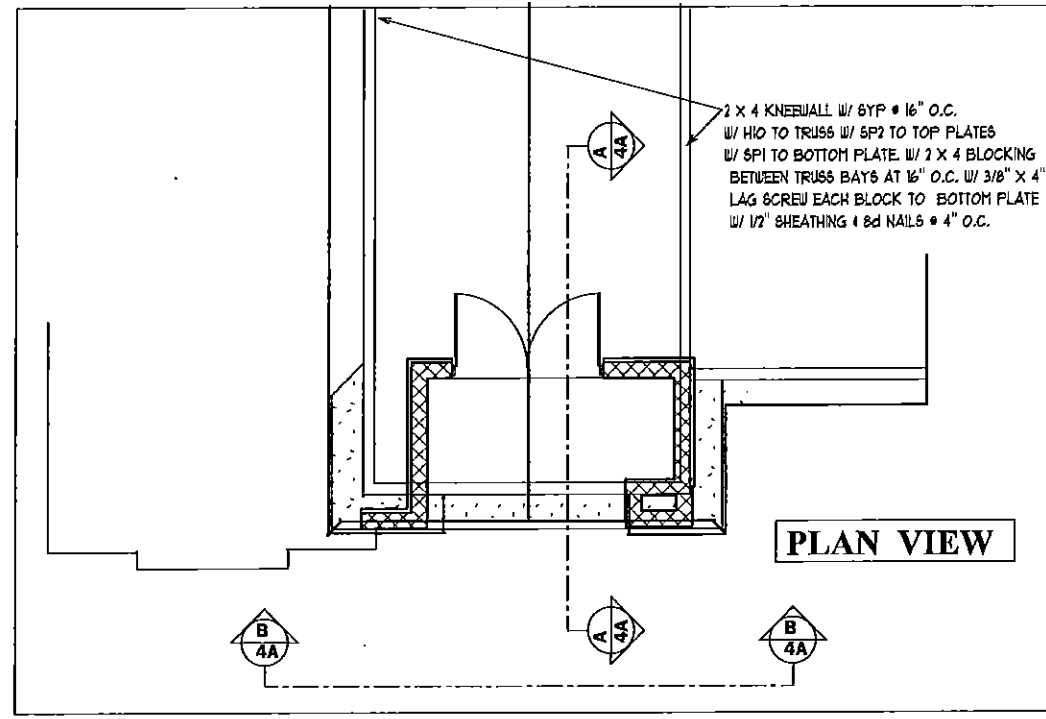 2 X 4 KNEEWALL W/ SYP @ 16" O.C.
W/ H10 TO TRUSS W/ SP2 TO TOP PLATES
W/ SP1 TO BOTTOM PLATE. W/ 2 X 4 BLOCKING
BETWEEN TRUSS BAYS AT 16" O.C. W/ 3/8" X 4"
LAG SCREW EACH BLOCK TO BOTTOM PLATE
W/ 1/2" SHEATHING & 8d NAILS @ 4" O.C.
A
4A
PLAN VIEW
B
4A
A
4A
B
4A